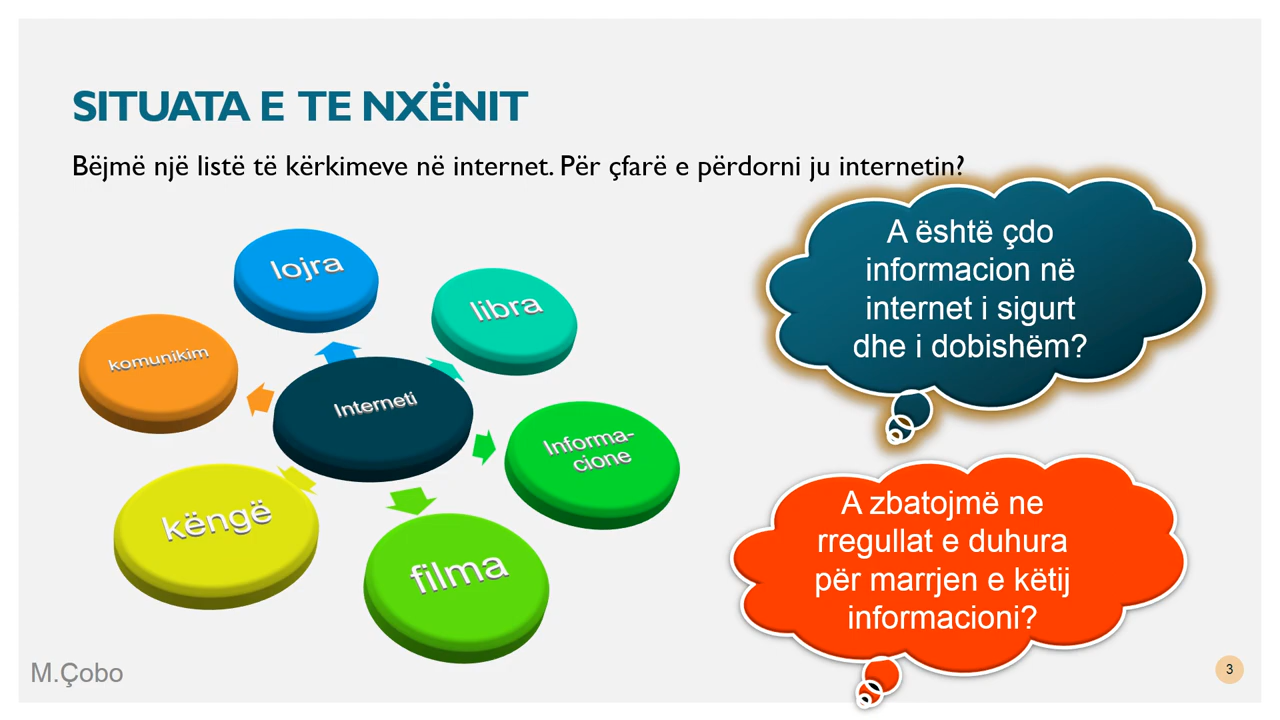 SITUATA E TE NXËNIT
Bëjmë një listë të kërkimeve në internet. Për çfarë e përdorni ju internetin?
lojra
libra
komunikim
Interneti
Informa-
cione
këngë
filma
A është çdo
informacion në
internet i sigurt
dhe i dobishëm?
A zbatojmë ne
rregullat e duhura
për marrjen e këtij
informacioni?
M.Çobo
3